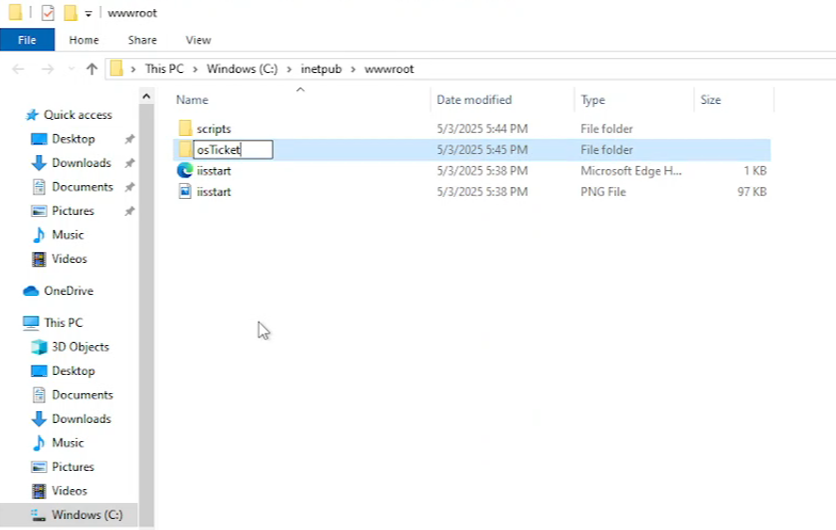 wwwroot
File Home Share View
This PC > Windows (C:) > inetpub > wwwroot
Name Date modified Type Size
scripts 5/3/2025 5:44 PM File folder
osTicket 5/3/2025 5:45 PM File folder
iisstart 5/3/2025 5:38 PM Microsoft Edge H... 1 KB
iisstart 5/3/2025 5:38 PM PNG File 97 KB
Quick access
Desktop
Downloads
Documents
Pictures
Music
Videos
OneDrive
This PC
3D Objects
Desktop
Documents
Downloads
Music
Pictures
Videos
Windows (C:)